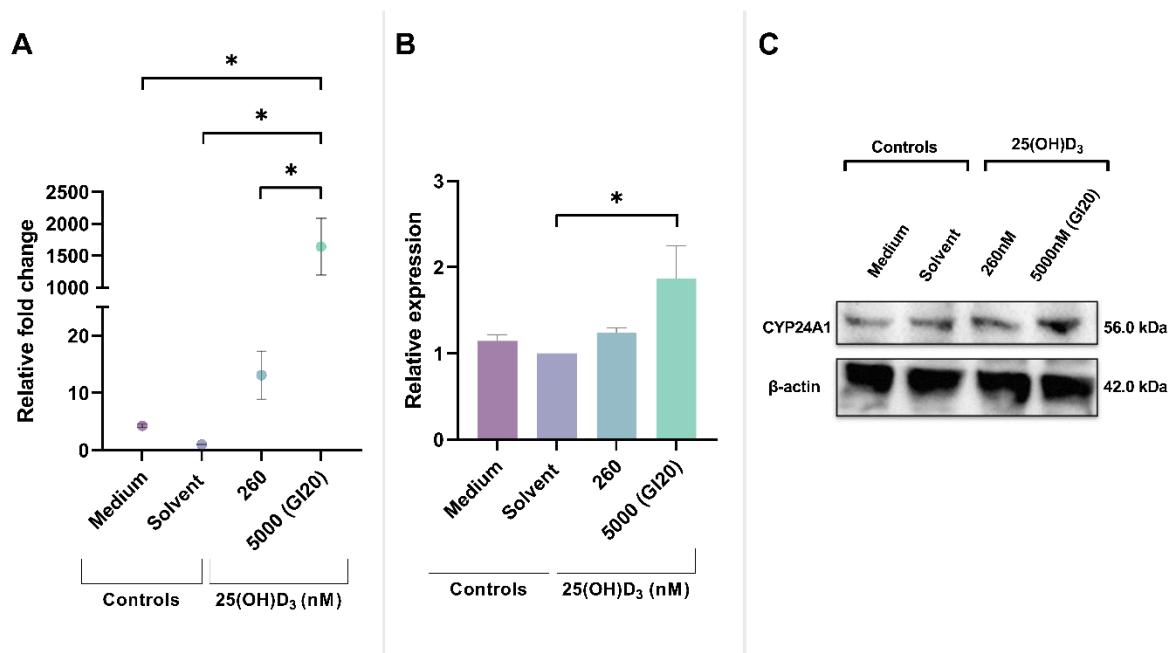 A
*
*
*
Relative fold change
2500
2000
1500
1000
20
10
0
Medium
Solvent
260
5000 (GI20)
Controls
25(OH)D₃ (nM)
B
*
Relative expression
3
2
1
0
Medium
Solvent
260
5000 (GI20)
Controls
25(OH)D₃ (nM)
C
Controls
25(OH)D₃
Medium
Solvent
260nM
5000nM (GI20)
CYP24A1
56.0 kDa
β-actin
42.0 kDa